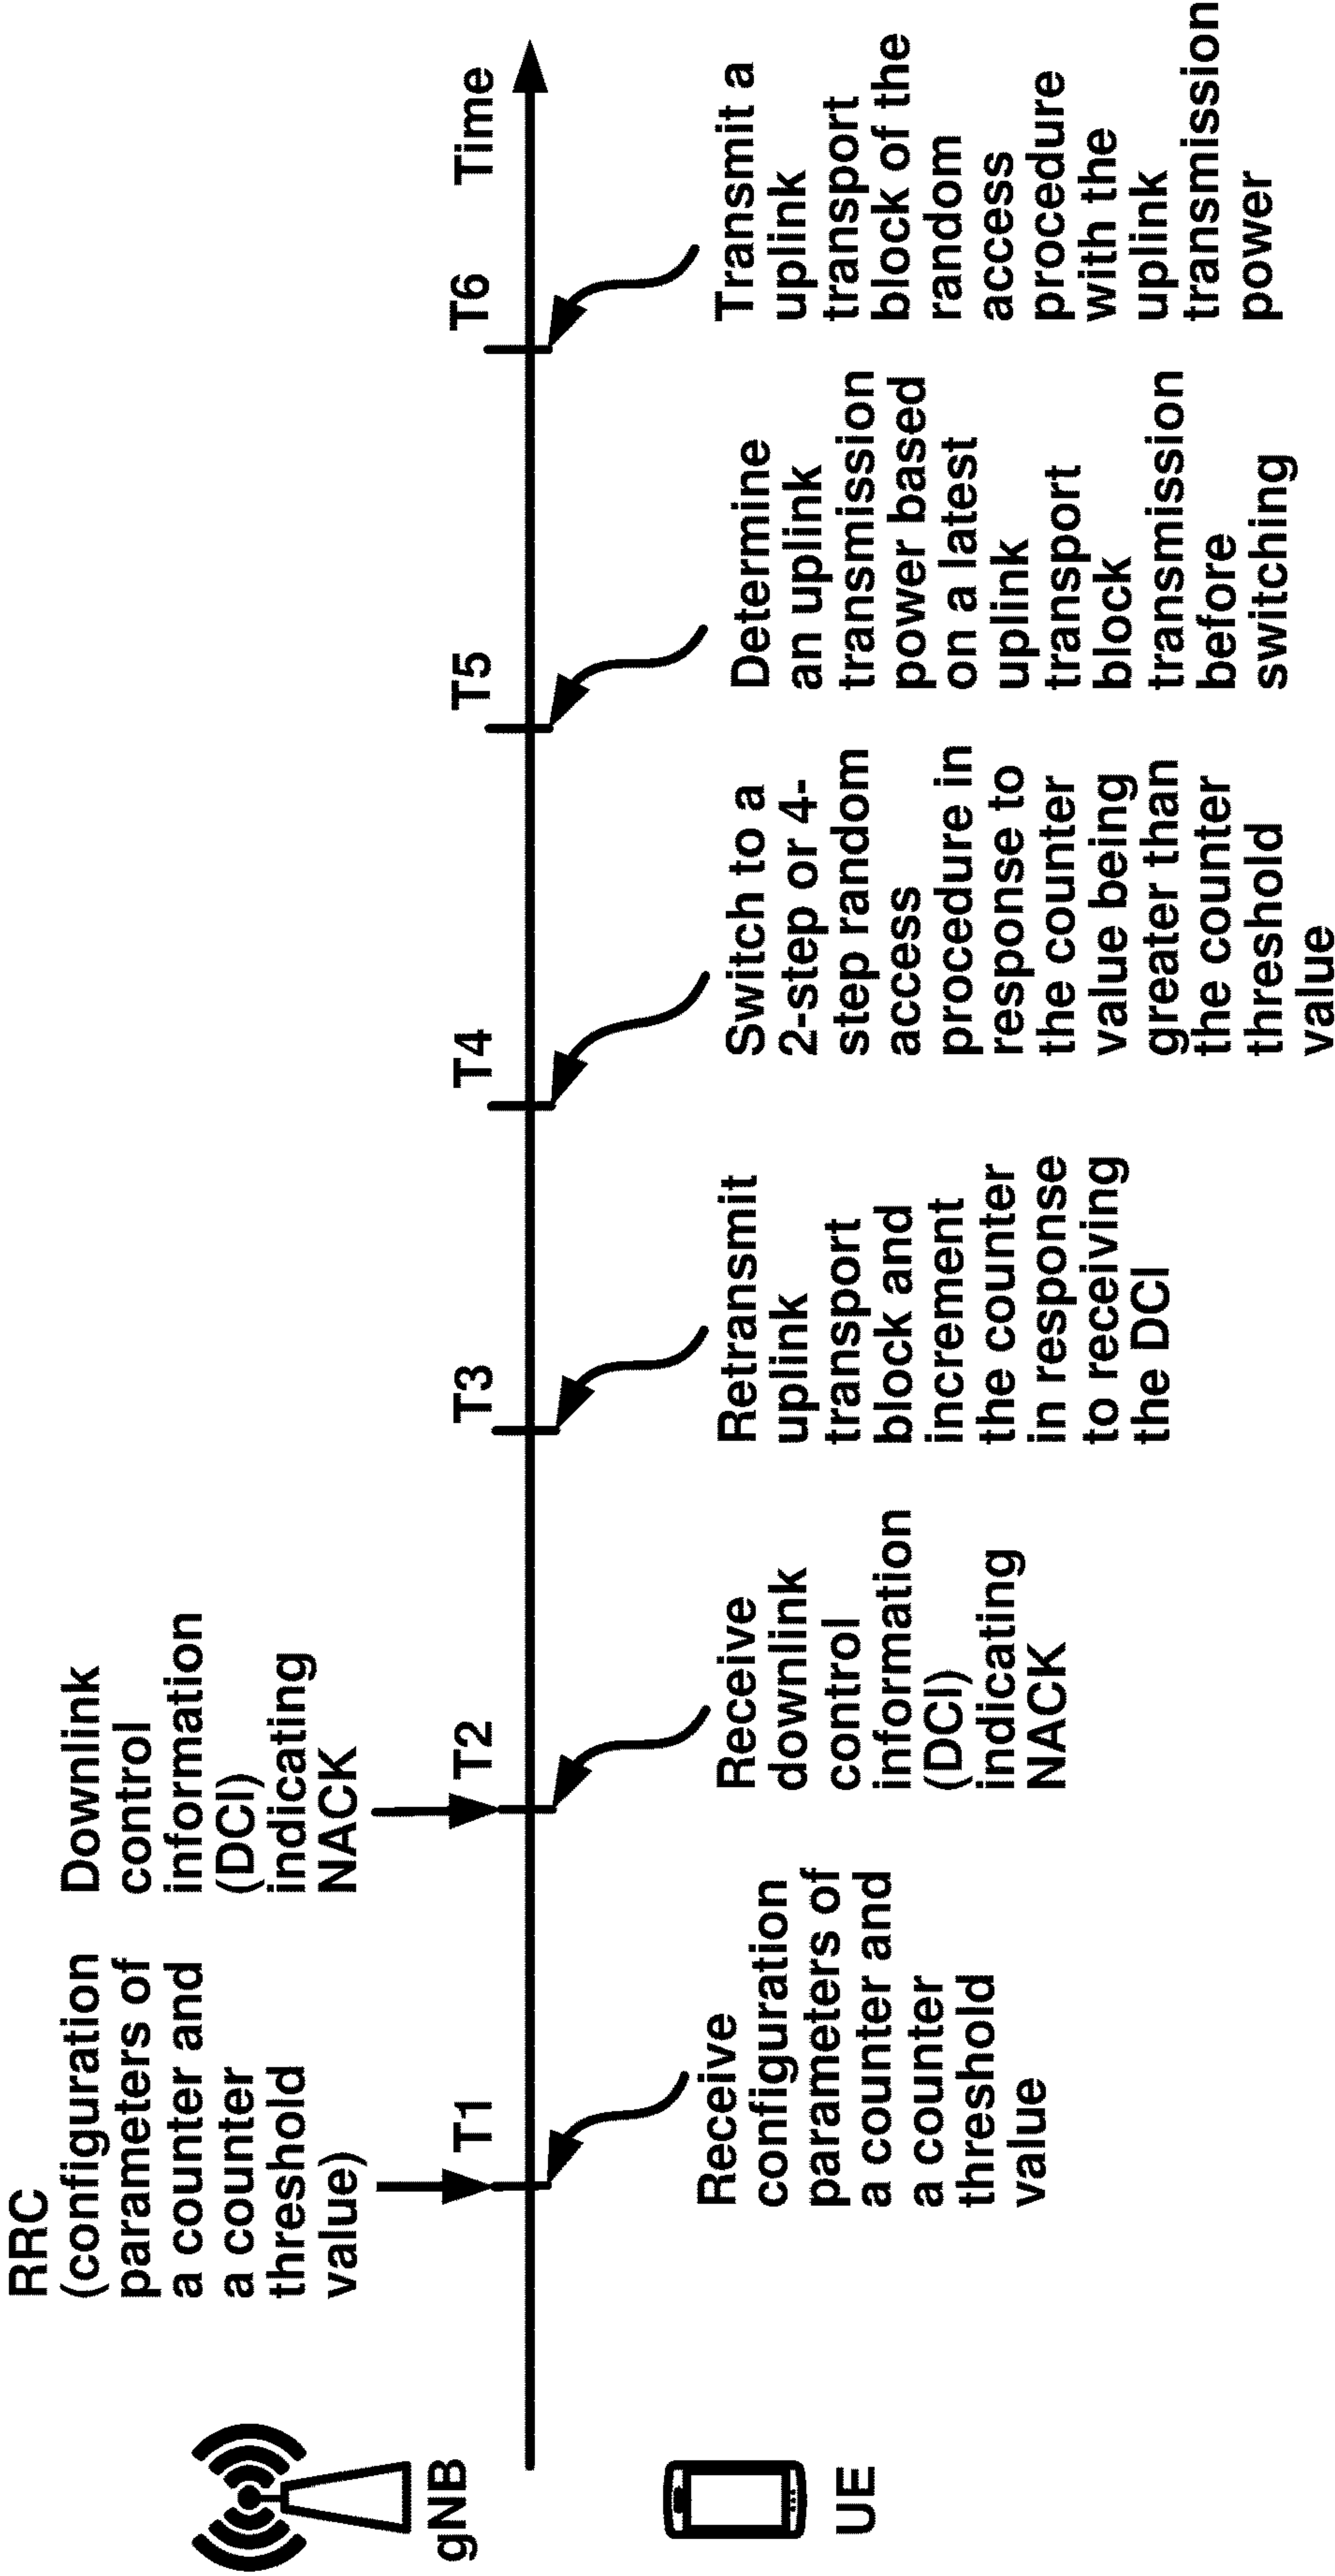 RRC
(configuration
parameters of
a counter and
a counter
threshold
value)
Downlink
control
information
(DCI)
indicating
NACK
gNB
T1
T2
T3
T4
T5
T6
Time
UE
Receive
configuration
parameters of
a counter and
a counter
threshold
value
Receive
downlink
control
information
(DCI)
indicating
NACK
Retransmit
uplink
transport
block and
increment
the counter
in response
to receiving
the DCI
Switch to a
2-step or 4-
step random
access
procedure in
response to
the counter
value being
greater than
the counter
threshold
value
Determine
an uplink
transmission
power based
on a latest
uplink
transport
block
transmission
before
switching
Transmit a
uplink
transport
block of the
random
access
procedure
with the
uplink
transmission
power